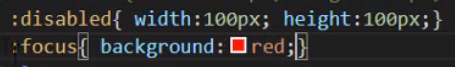 :disabled{ width:100px; height:100px;}
:focus{ background: red;}